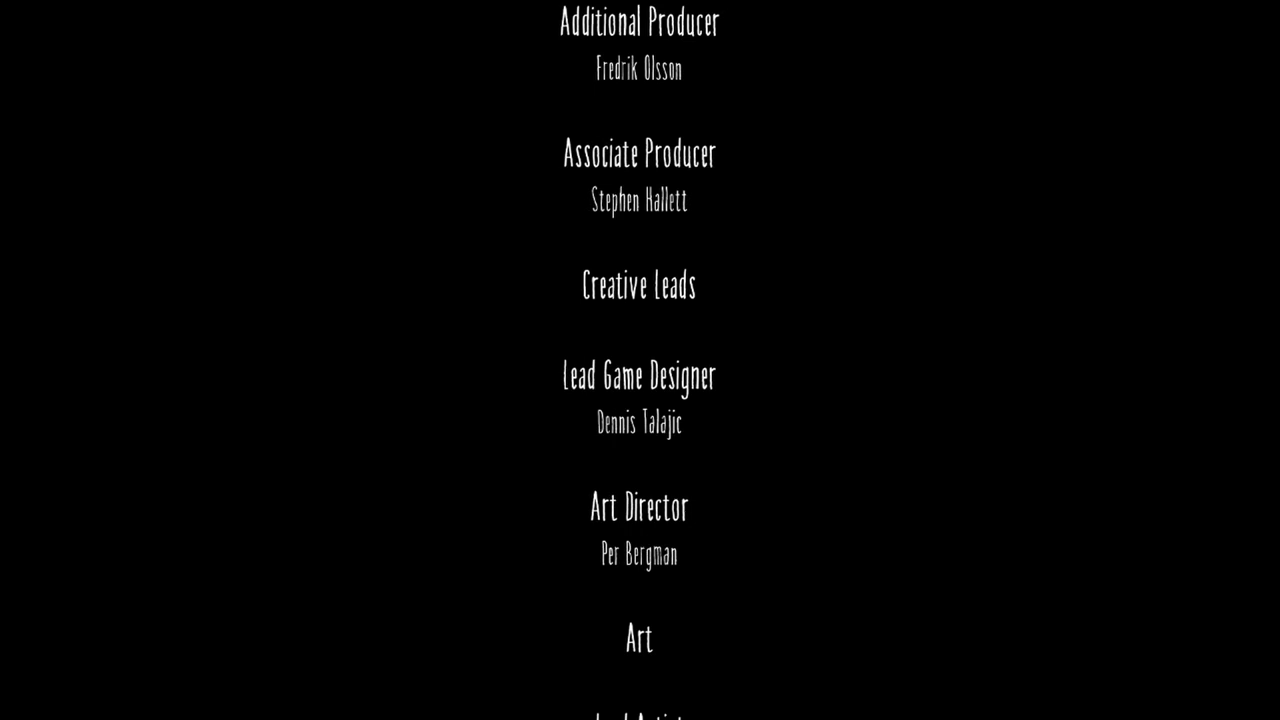 Additional Producer
Fredrik Olsson
Associate Producer
Stephen Hallett
Creative Leads
Lead Game Designer
Dennis Talajic
Art Director
Per Bergman
Art